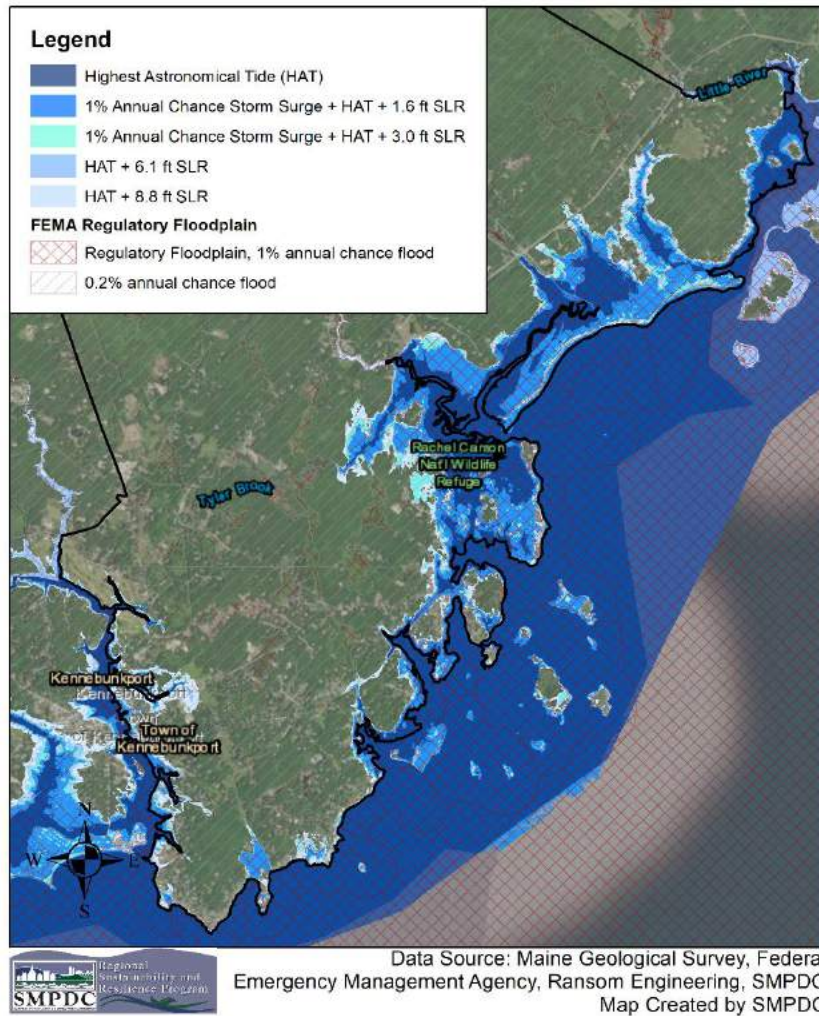 Legend
Highest Astronomical Tide (HAT)
1% Annual Chance Storm Surge + HAT + 1.6 ft SLR
1% Annual Chance Storm Surge + HAT + 3.0 ft SLR
HAT + 6.1 ft SLR
HAT + 8.8 ft SLR
FEMA Regulatory Floodplain
Regulatory Floodplain, 1% annual chance flood
0.2% annual chance flood
Little River
Rachel Carson
Nat'l Wildlife
Refuge
Tyler Brook
Kennebunkport
Kennebunkport
Town of
Kennebunkport
N
W
E
S
SMPDC
Regional
Sustainability and
Resilience Program
Data Source: Maine Geological Survey, Federa
Emergency Management Agency, Ransom Engineering, SMPDC
Map Created by SMPDC